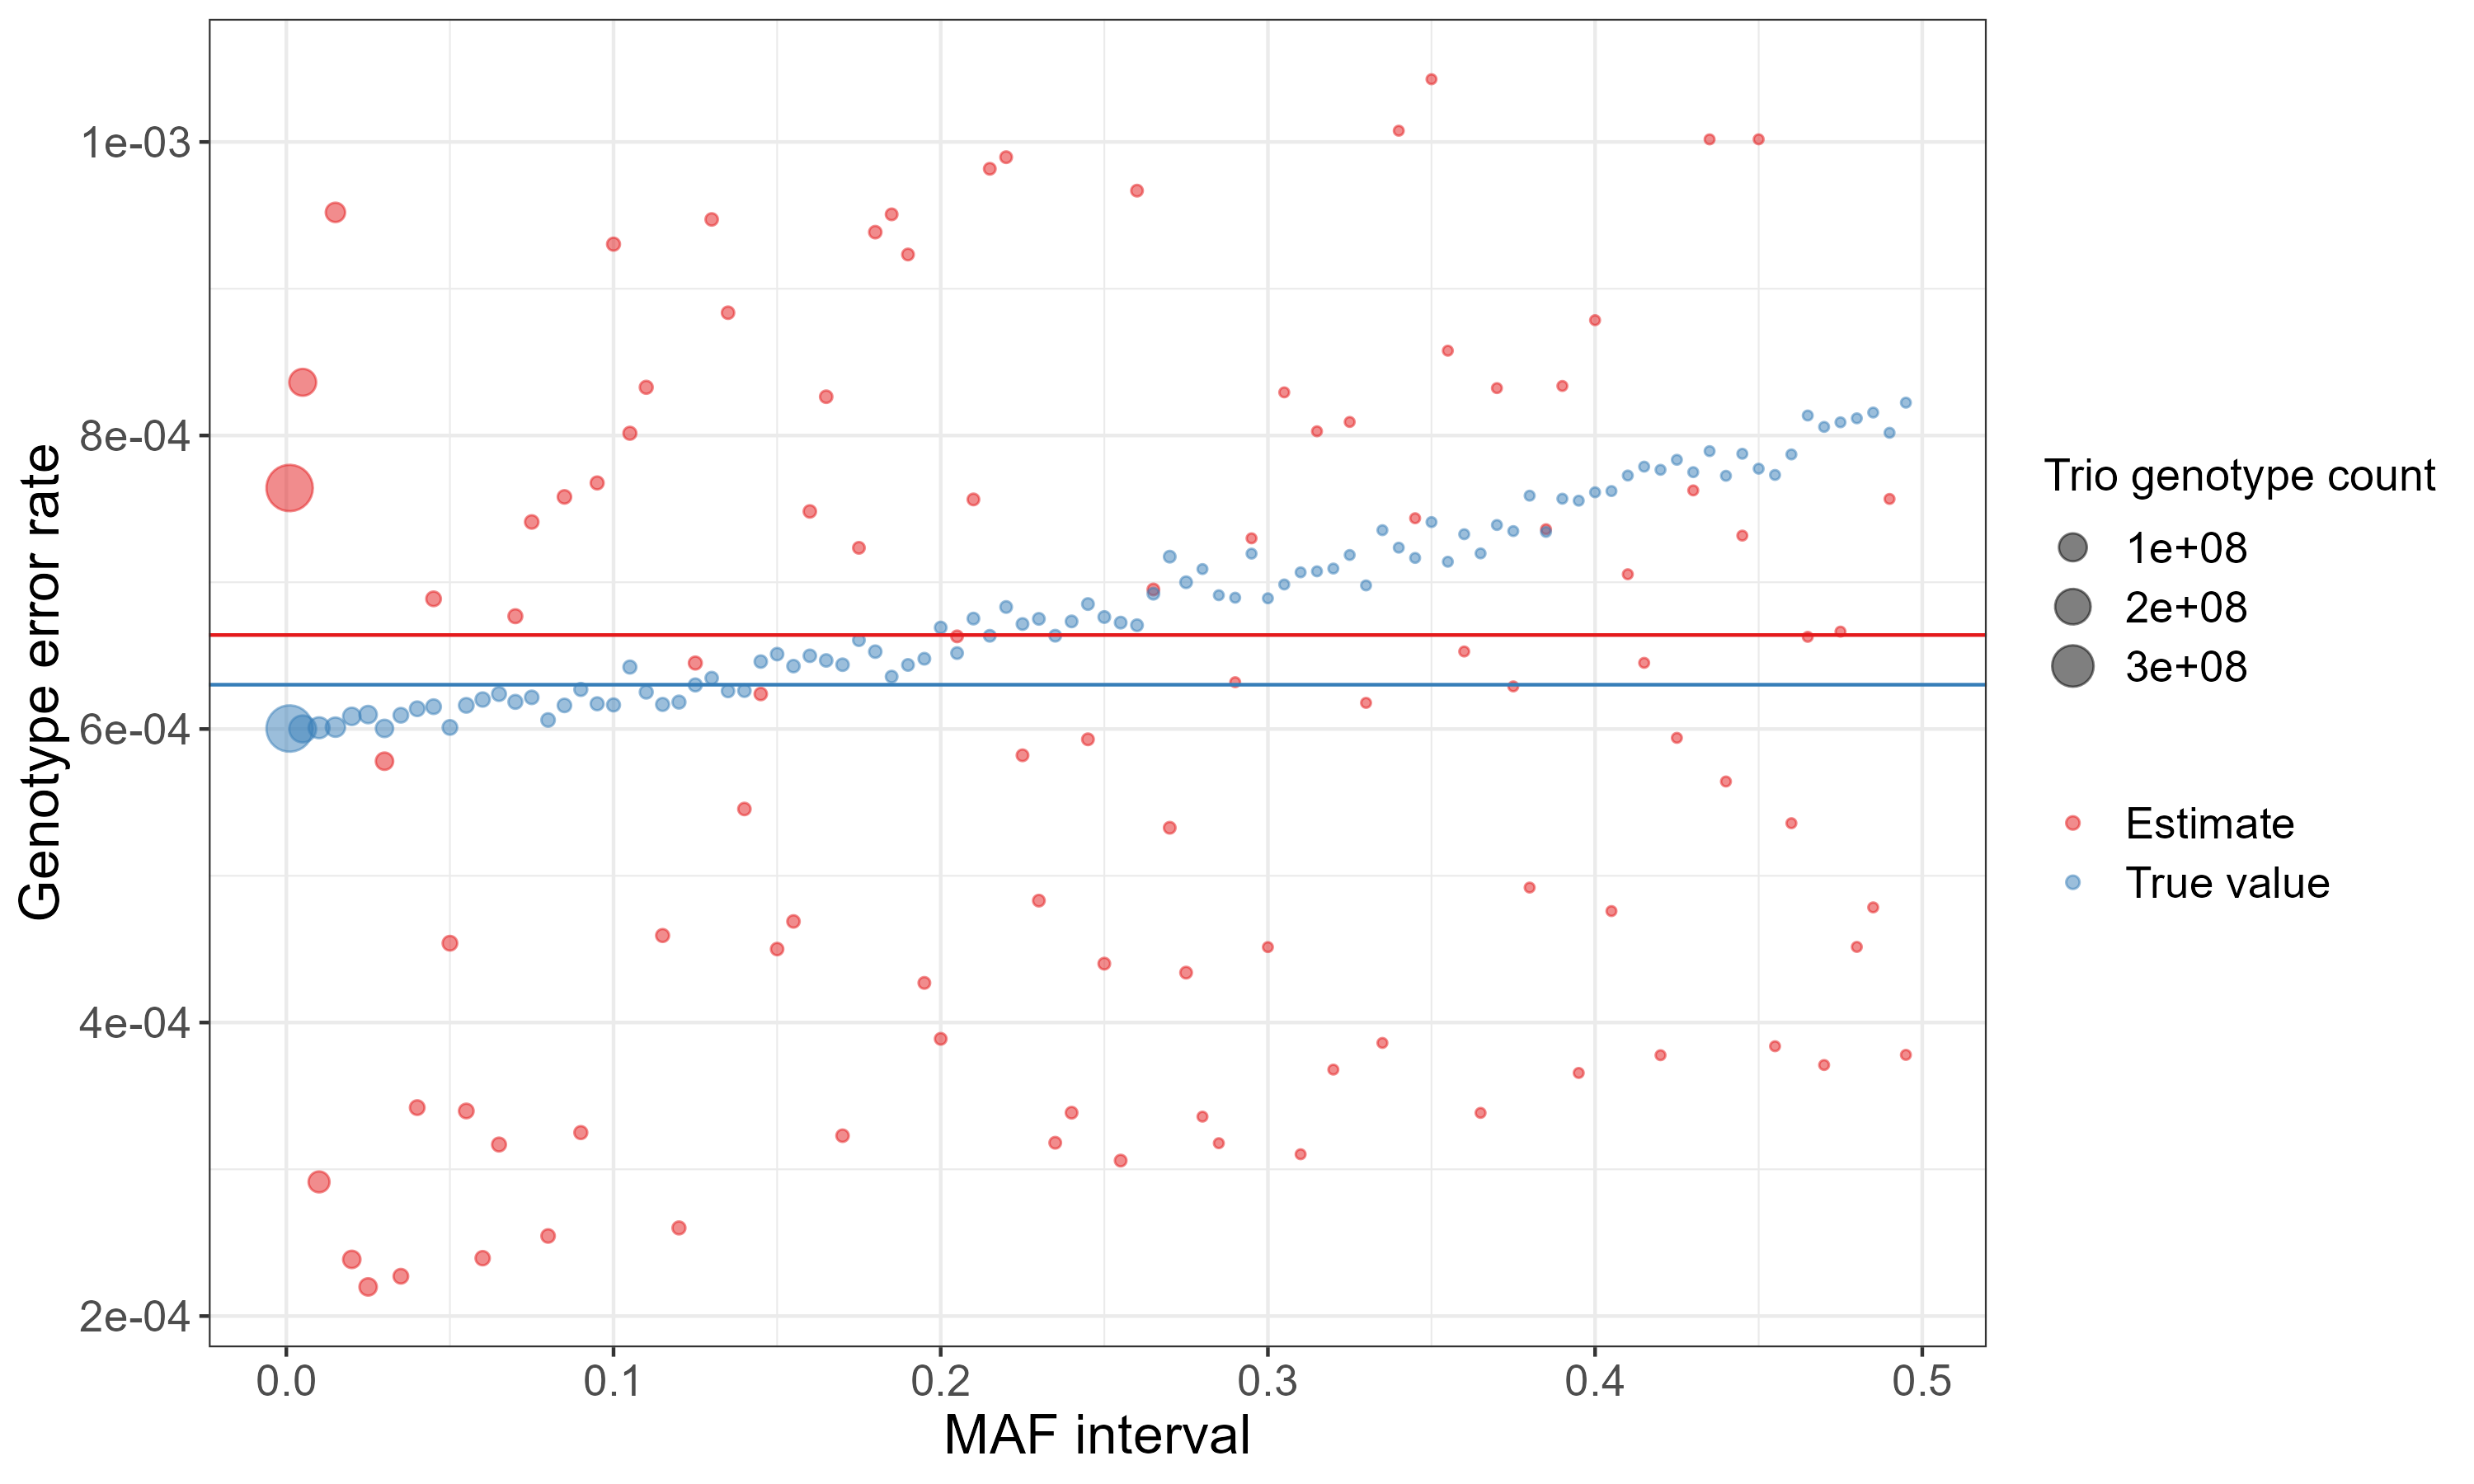 Genotype error rate
1e-03
8e-04
6e-04
4e-04
2e-04
0.0
0.1
0.2
0.3
0.4
0.5
MAF interval
Trio genotype count
1e+08
2e+08
3e+08
Estimate
True value